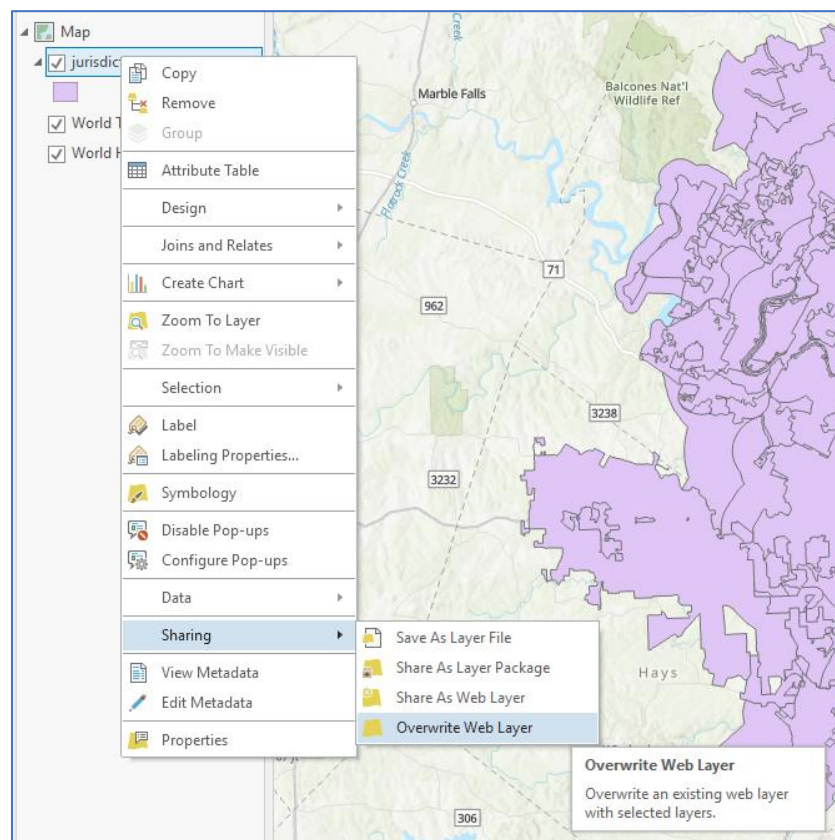 Map
jurisdic
World T
World H
Copy
Remove
Group
Attribute Table
Design
Joins and Relates
Create Chart
Zoom To Layer
Zoom To Make Visible
Selection
Label
Labeling Properties...
Symbology
Disable Pop-ups
Configure Pop-ups
Data
Sharing
View Metadata
Edit Metadata
Properties
Save As Layer File
Share As Layer Package
Share As Web Layer
Overwrite Web Layer
Overwrite Web Layer
Overwrite an existing web layer
with selected layers.
Creek
Marble Falls
Balcones Nat'l
Wildlife Ref
Flatrock Creek
71
962
3238
3232
Hays
306